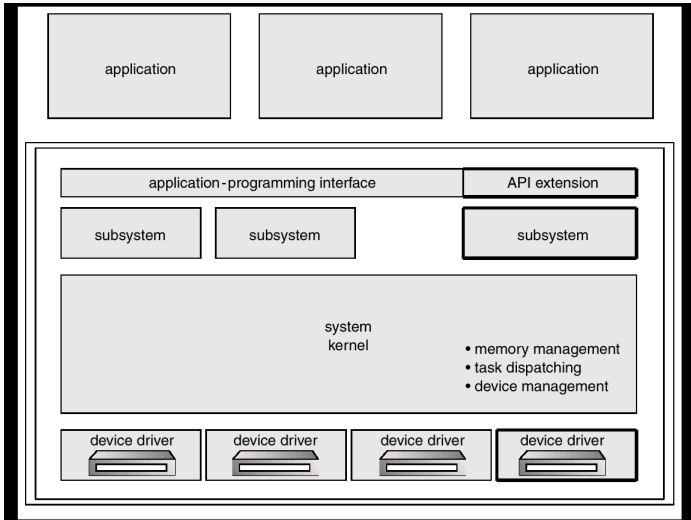 application
application
application
application-programming interface
API extension
subsystem
subsystem
subsystem
system
kernel
• memory management
• task dispatching
• device management
device driver
device driver
device driver
device driver